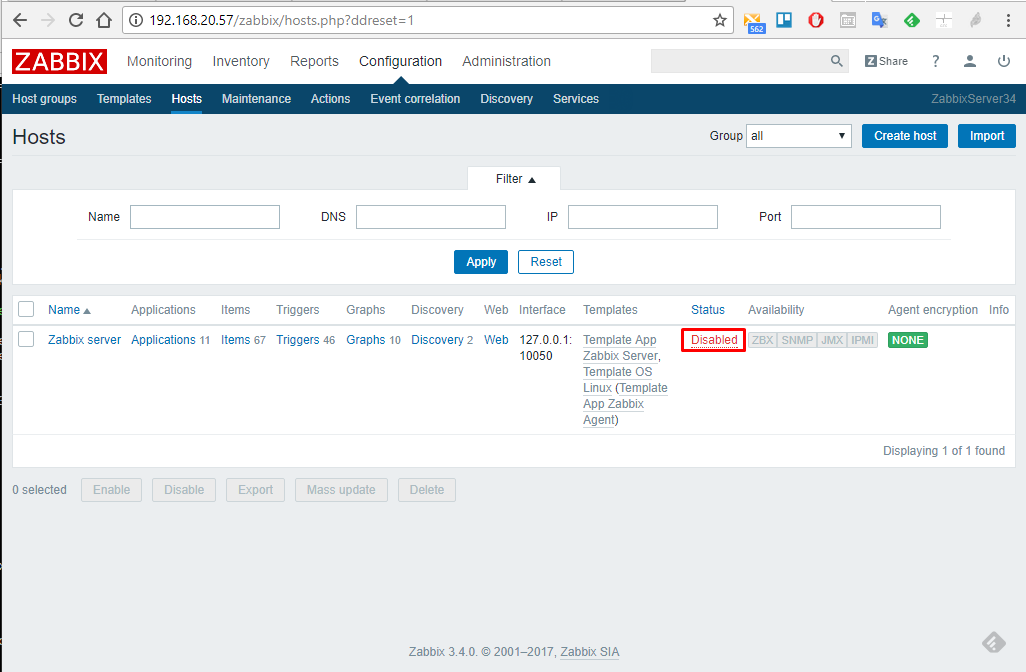 192.168.20.57/zabbix/hosts.php?ddreset=1
562
ZABBIX Monitoring Inventory Reports Configuration Administration Z Share ?
Host groups Templates Hosts Maintenance Actions Event correlation Discovery Services ZabbixServer34
Hosts Group all Create host Import
Filter
Name DNS IP Port
Apply Reset
Name Applications Items Triggers Graphs Discovery Web Interface Templates Status Availability Agent encryption Info
Zabbix server Applications 11 Items 67 Triggers 46 Graphs 10 Discovery 2 Web 127.0.0.1: Template App Disabled ZBX SNMP JMX IPMI NONE
10050 Zabbix Server,
Template OS
Linux (Template
App Zabbix
Agent)
Displaying 1 of 1 found
0 selected Enable Disable Export Mass update Delete
Zabbix 3.4.0. © 2001–2017, Zabbix SIA